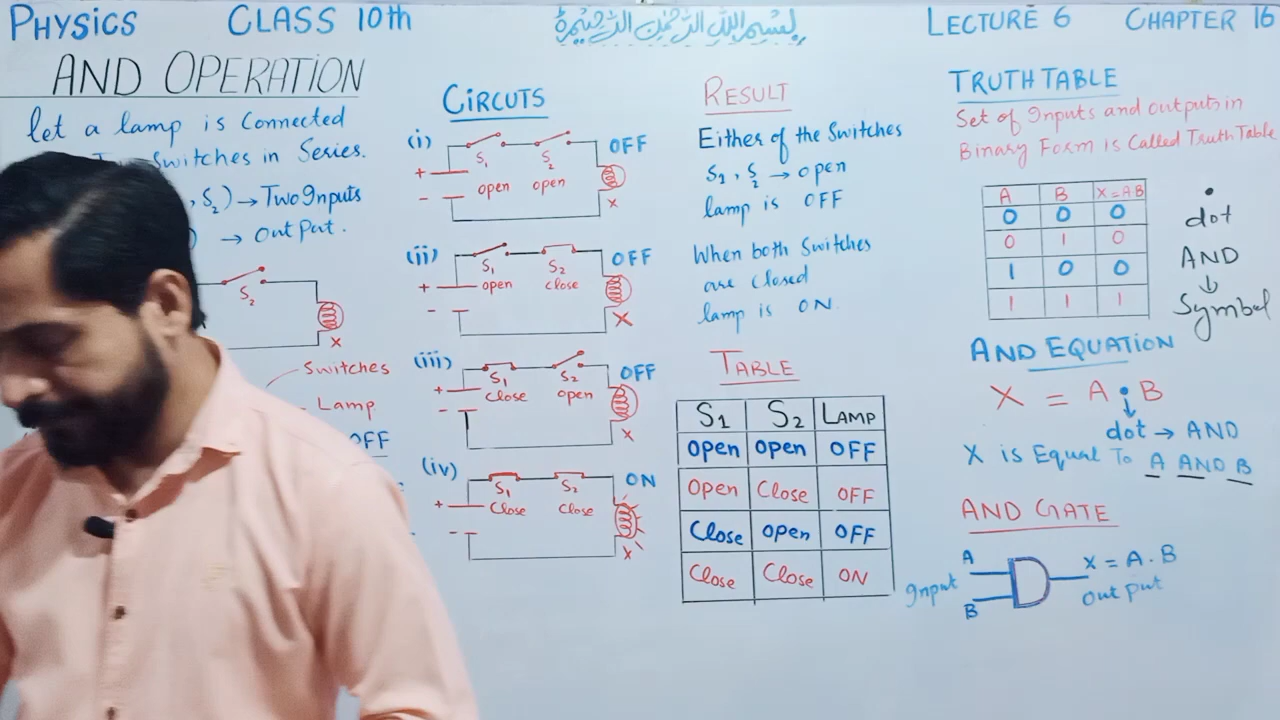 PHYSICS CLASS 10th بِسْمِ اللهِ الرَّحْمٰنِ الرَّحِيْمِ LECTURE 6 CHAPTER 16
AND OPERATION
let a lamp is Connected
Switches in Series.
, S2) → Two Inputs
) → OutPut.
S2
X
Switches
Lamp
OFF
CIRCUTS
(i) OFF
S1 S2
+ open open
- X
(ii) OFF
S1 S2
+ open close
- X
(iii) OFF
S1 S2
+ Close open
- X
(iv) ON
S1 S2
+ Close Close
- X
RESULT
Either of the Switches
S1, S2 → open
lamp is OFF
When both Switches
are closed
lamp is ON.
TABLE
S1 S2 LAMP
Open Open OFF
Open Close OFF
Close Open OFF
Close Close ON
TRUTH TABLE
Set of Inputs and outputs in
Binary Form is Called Truth Table
A B X=AB
0 0 0
0 1 0
1 0 0
1 1 1
•
dot
AND
↓
Symbol
AND EQUATION
X = A • B
↓
dot → AND
X is Equal To A AND B
AND GATE
A X = A . B
Input Out put
B